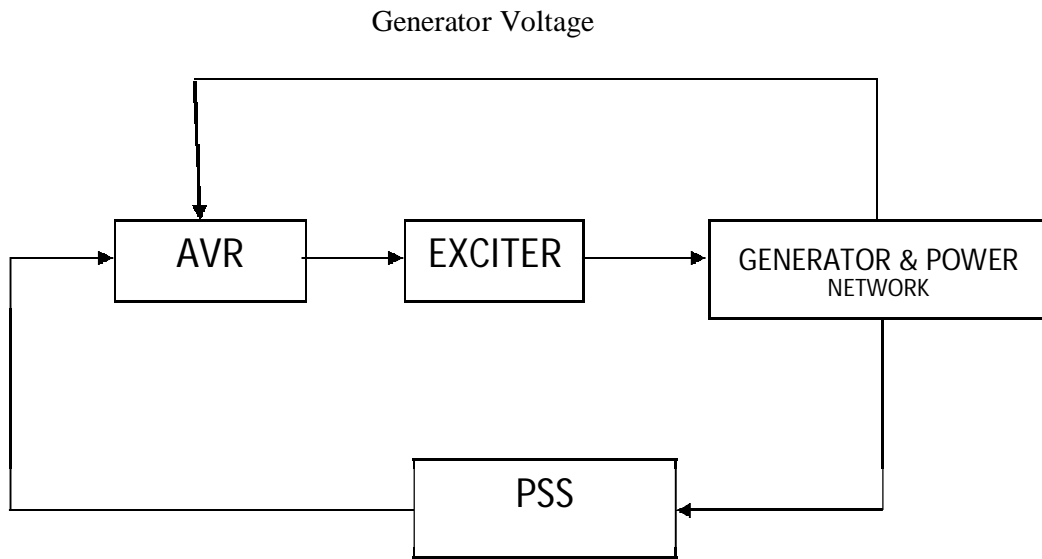 Generator Voltage
AVR
EXCITER
GENERATOR & POWER
NETWORK
PSS